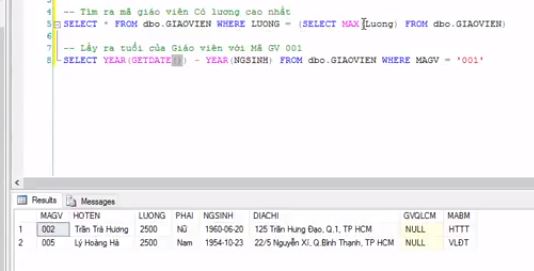 4 -- Tìm ra mã giáo viên Có lương cao nhất
5 SELECT * FROM dbo.GIAOVIEN WHERE LUONG = (SELECT MAX(Luong) FROM dbo.GIAOVIEN)
6
7 -- Lấy ra tuổi của Giáo viên với Mã GV 001
8 SELECT YEAR(GETDATE()) - YEAR(NGSINH) FROM dbo.GIAOVIEN WHERE MAGV = '001'
Results Messages
MAGV HOTEN LUONG PHAI NGSINH DIACHI GVQLCM MABM
1 002 Trần Trà Hương 2500 Nữ 1960-06-20 125 Trần Hưng Đạo, Q.1, TP HCM NULL HTTT
2 005 Lý Hoàng Hà 2500 Nam 1954-10-23 22/5 Nguyễn Xí, Q.Bình Thạnh, TP HCM NULL VLĐT